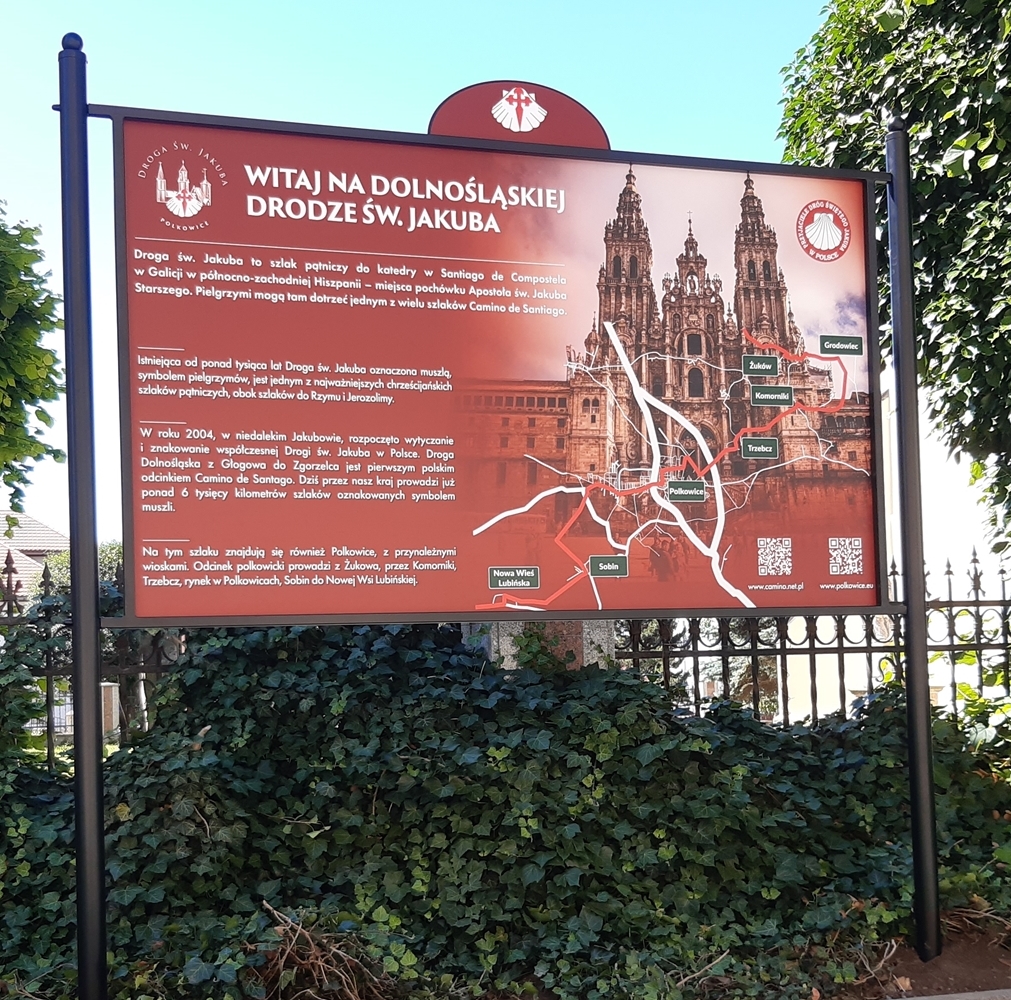 DROGA ŚW. JAKUBA
POLKOWICE
WITAJ NA DOLNOŚLĄSKIEJ
DRODZE ŚW. JAKUBA
PRZYJACIELE DRÓG ŚWIĘTEGO JAKUBA
W POLSCE
Droga św. Jakuba to szlak pątniczy do katedry w Santiago de Compostela
w Galicji w północno-zachodniej Hiszpanii – miejsca pochówku Apostoła św. Jakuba
Starszego. Pielgrzymi mogą tam dotrzeć jednym z wielu szlaków Camino de Santiago.
Istniejąca od ponad tysiąca lat Droga św. Jakuba oznaczona muszlą,
symbolem pielgrzymów, jest jednym z najważniejszych chrześcijańskich
szlaków pątniczych, obok szlaków do Rzymu i Jerozolimy.
W roku 2004, w niedalekim Jakubowie, rozpoczęto wytyczanie
i znakowanie współczesnej Drogi św. Jakuba w Polsce. Droga
Dolnośląska z Głogowa do Zgorzelca jest pierwszym polskim
odcinkiem Camino de Santago. Dziś przez nasz kraj prowadzi już
ponad 6 tysięcy kilometrów szlaków oznakowanych symbolem
muszli.
Na tym szlaku znajdują się również Polkowice, z przynależnymi
wioskami. Odcinek polkowicki prowadzi z Żukowa, przez Komorniki,
Trzebcz, rynek w Polkowicach, Sobin do Nowej Wsi Lubińskiej.
Grodowiec
Żuków
Komorniki
Trzebcz
Polkowice
Sobin
Nowa Wieś
Lubińska
www.camino.net.pl
www.polkowice.eu